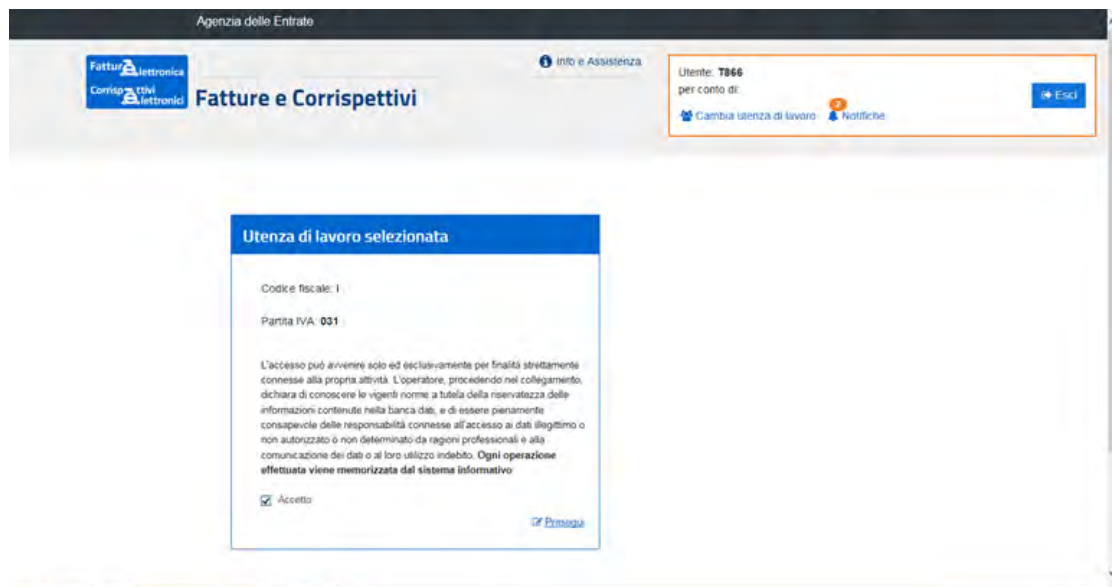 Agenzia delle Entrate
Fattura Elettronica
Corrispettivi Elettronici
Fatture e Corrispettivi
Info e Assistenza
Utente: T866
per conto di:
Cambia utenza di lavoro
2
Notifiche
Esci
Utenza di lavoro selezionata
Codice fiscale: I
Partita IVA: 031
L'accesso può avvenire solo ed esclusivamente per finalità strettamente
connesse alla propria attività. L'operatore, procedendo nel collegamento,
dichiara di conoscere le vigenti norme a tutela della riservatezza delle
informazioni contenute nella banca dati, e di essere pienamente
consapevole delle responsabilità connesse all'accesso ai dati illegittimo o
non autorizzato o non determinato da ragioni professionali e alla
comunicazione dei dati o al loro utilizzo indebito. Ogni operazione
effettuata viene memorizzata dal sistema informativo
Accetto
Prosegui